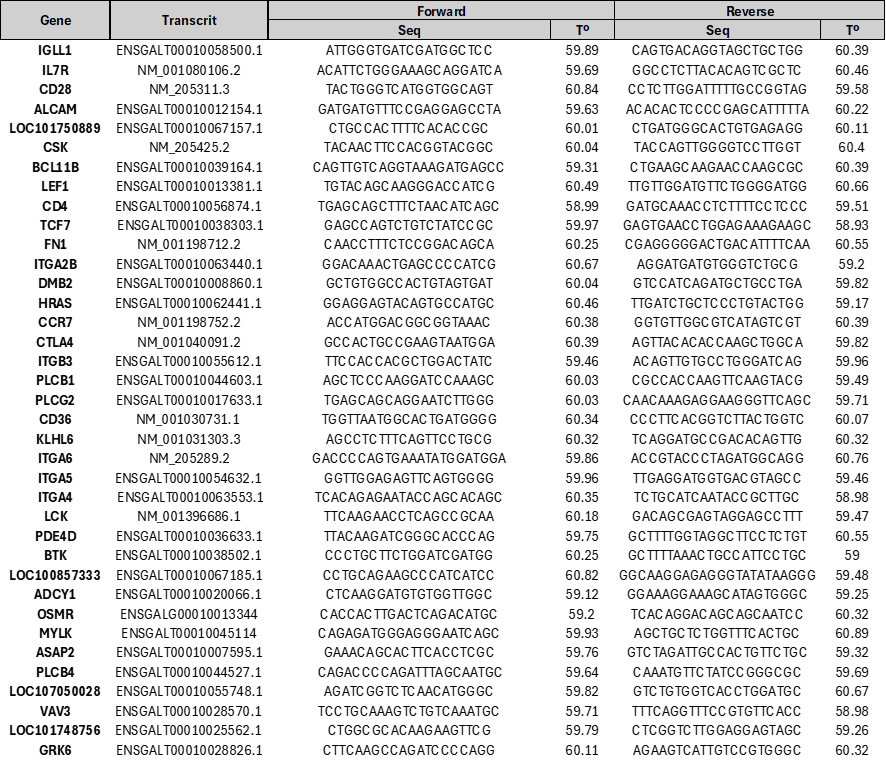 Gene Transcrit Forward Reverse
Seq Tº Seq Tº
IGLL1 ENSGALT00010058500.1 ATTGGGTGATCGATGGCTCC 59.89 CAGTGACAGGTAGCTGCTGG 60.39
IL7R NM_001080106.2 ACATTCTGGGAAAGCAGGATCA 59.69 GGCCTCTTACACAGTCGCTC 60.46
CD28 NM_205311.3 TACTGGGTCATGGTGGCAGT 60.84 CCTCTTGGATTTTTGCCGGTAG 59.58
ALCAM ENSGALT00010012154.1 GATGATGTTTCCGAGGAGCCTA 59.63 ACACACTCCCCGAGCATTTTTA 60.22
LOC101750889 ENSGALT00010067157.1 CTGCCACTTTTCACACCGC 60.01 CTGATGGGCACTGTGAGAGG 60.11
CSK NM_205425.2 TACAACTTCCACGGTACGGC 60.04 TACCAGTTGGGGTCCTTGGT 60.4
BCL11B ENSGALT00010039164.1 CAGTTGTCAGGTAAAGATGAGCC 59.31 CTGAAGCAAGAACCAAGCGC 60.39
LEF1 ENSGALT00010013381.1 TGTACAGCAAGGGACCATCG 60.49 TTGTTGGATGTTCTGGGGATGG 60.66
CD4 ENSGALT00010056874.1 TGAGCAGCTTTCTAACATCAGC 58.99 GATGCAAACCTCTTTTCCTCCC 59.51
TCF7 ENSGALT00010038303.1 GAGCCAGTCTGTCTATCCGC 59.97 GAGTGAACCTGGAGAAAGAAGC 58.93
FN1 NM_001198712.2 CAACCTTTCTCCGGACAGCA 60.25 CGAGGGGGACTGACATTTTCAA 60.55
ITGA2B ENSGALT00010063440.1 GGACAAACTGAGCCCCATCG 60.67 AGGATGATGTGGGTCTGCG 59.2
DMB2 ENSGALT00010008860.1 GCTGTGGCCACTGTAGTGAT 60.04 GTCCATCAGATGCTGCCTGA 59.82
HRAS ENSGALT00010062441.1 GGAGGAGTACAGTGCCATGC 60.46 TTGATCTGCTCCCTGTACTGG 59.17
CCR7 NM_001198752.2 ACCATGGACGGCGGTAAAC 60.38 GGTGTTGGCGTCATAGTCGT 60.39
CTLA4 NM_001040091.2 GCCACTGCCGAAGTAATGGA 60.39 AGTTACACACCAAGCTGGCA 59.82
ITGB3 ENSGALT00010055612.1 TTCCACCACGCTGGACTATC 59.46 ACAGTTGTGCCTGGGATCAG 59.96
PLCB1 ENSGALT00010044603.1 AGCTCCCAAGGATCCAAAGC 60.03 CGCCACCAAGTTCAAGTACG 59.49
PLCG2 ENSGALT00010017633.1 TGAGCAGCAGGAATCTTGGG 60.03 CAACAAAGAGGAAGGGTTCAGC 59.71
CD36 NM_001030731.1 TGGTTAATGGCACTGATGGGG 60.34 CCCTTCACGGTCTTACTGGTC 60.07
KLHL6 NM_001031303.3 AGCCTCTTTCAGTTCCTGCG 60.32 TCAGGATGCCGACACAGTTG 60.32
ITGA6 NM_205289.2 GACCCCAGTGAAATATGGATGGA 59.86 ACCGTACCCTAGATGGCAGG 60.76
ITGA5 ENSGALT00010054632.1 GGTTGGAGAGTTCAGTGGGG 59.96 TTGAGGATGGTGACGTAGCC 59.46
ITGA4 ENSGALT00010063553.1 TCACAGAGAATACCAGCACAGC 60.35 TCTGCATCAATACCGCTTGC 58.98
LCK NM_001396686.1 TTCAAGAACCTCAGCCGCAA 60.18 GACAGCGAGTAGGAGCCTTT 59.47
PDE4D ENSGALT00010036633.1 TTACAAGATCGGGCACCCAG 59.75 GCTTTTGGTAGGCTTCCTCTGT 60.55
BTK ENSGALT00010038502.1 CCCTGCTTCTGGATCGATGG 60.25 GCTTTTAAACTGCCATTCCTGC 59
LOC100857333 ENSGALT00010067185.1 CCTGCAGAAGCCCATCATCC 60.82 GGCAAGGAGAGGGTATATAAGGG 59.48
ADCY1 ENSGALT00010020066.1 CTCAAGGATGTGTGGTTGGC 59.12 GGAAAGGAAAGCATAGTGGGC 59.25
OSMR ENSGALG00010013344 CACCACTTGACTCAGACATGC 59.2 TCACAGGACAGCAGCAATCC 60.32
MYLK ENSGALT00010045114 CAGAGATGGGAGGGAATCAGC 59.93 AGCTGCTCTGGTTTCACTGC 60.89
ASAP2 ENSGALT00010007595.1 GAAACAGCACTTCACCTCGC 59.76 GTCTAGATTGCCACTGTTCTGC 59.32
PLCB4 ENSGALT00010044527.1 CAGACCCCAGATTTAGCAATGC 59.64 CAAATGTTCTATCCGGGCGC 59.69
LOC107050028 ENSGALT00010055748.1 AGATCGGTCTCAACATGGGC 59.82 GTCTGTGGTCACCTGGATGC 60.67
VAV3 ENSGALT00010028570.1 TCCTGCAAAGTCTGTCAAATGC 59.71 TTTCAGGTTTCCGTGTTCACC 58.98
LOC101748756 ENSGALT00010025562.1 CTGGCGCACAAGAAGTTCG 59.79 CTCGGTCTTGGAGGAGTAGC 59.26
GRK6 ENSGALT00010028826.1 CTTCAAGCCAGATCCCCAGG 60.11 AGAAGTCATTGTCCGTGGGC 60.32